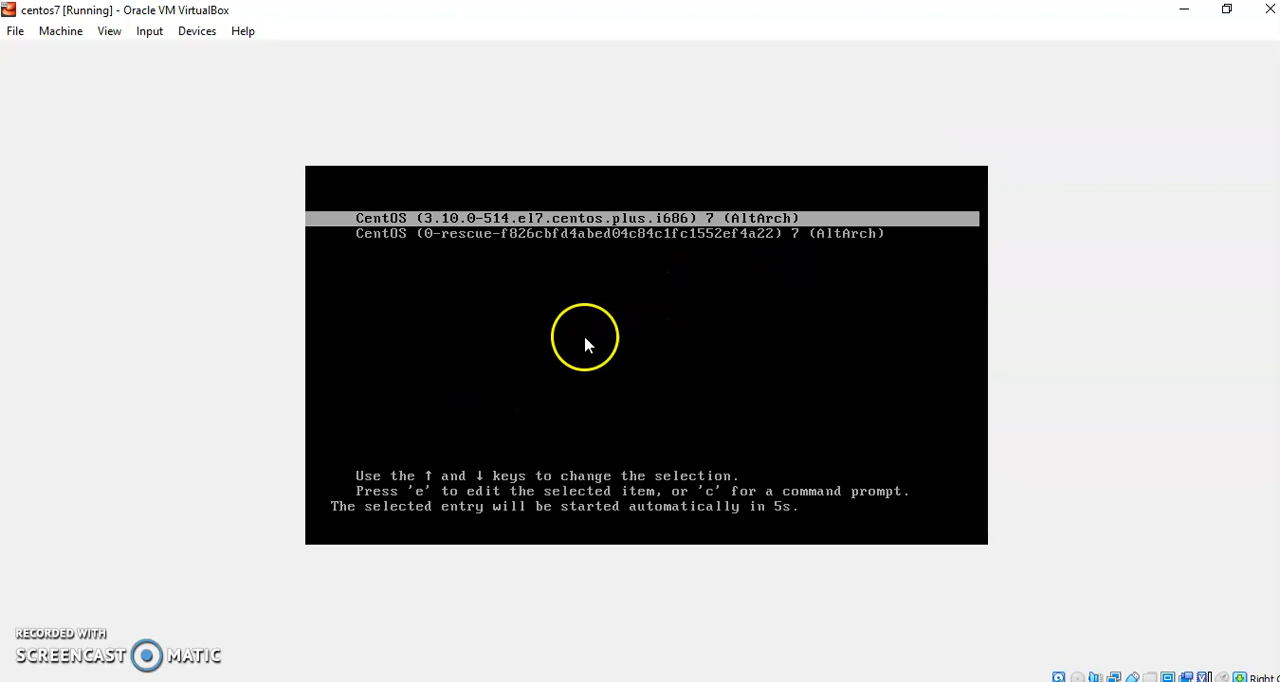 centos7 [Running] - Oracle VM VirtualBox
File Machine View Input Devices Help
CentOS (3.10.0-514.el7.centos.plus.i686) 7 (AltArch)
CentOS (0-rescue-f826cbfd4abed04c84c1fc1552ef4a22) 7 (AltArch)
Use the ↑ and ↓ keys to change the selection.
Press 'e' to edit the selected item, or 'c' for a command prompt.
The selected entry will be started automatically in 5s.
RECORDED WITH
SCREENCAST MATIC
Right